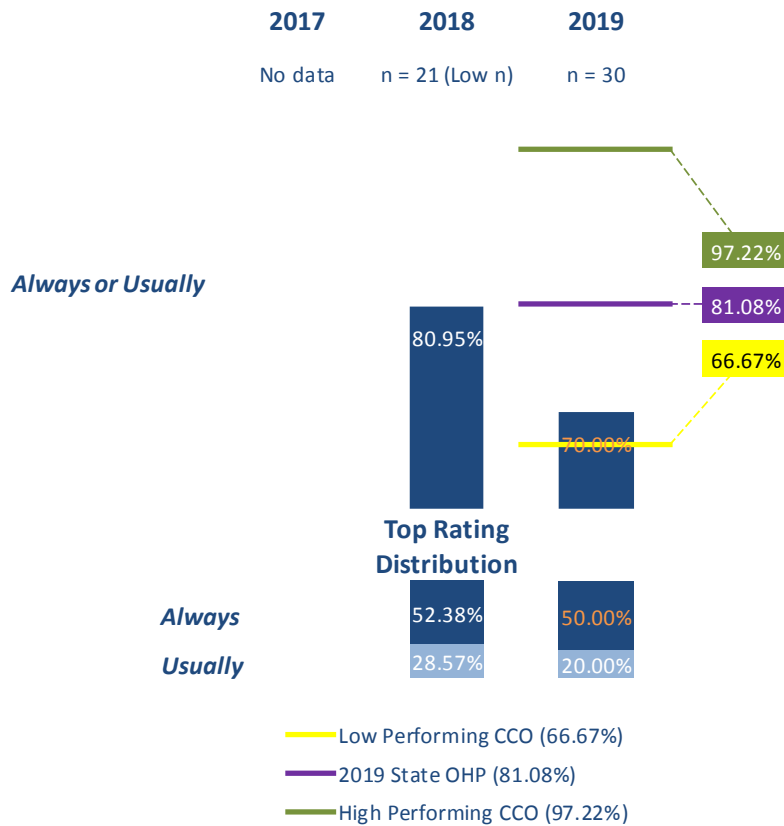 2017 2018 2019
No data n = 21 (Low n) n = 30
97.22%
Always or Usually
81.08%
80.95%
66.67%
70.00%
Top Rating
Distribution
Always 52.38% 50.00%
Usually 28.57% 20.00%
Low Performing CCO (66.67%)
2019 State OHP (81.08%)
High Performing CCO (97.22%)